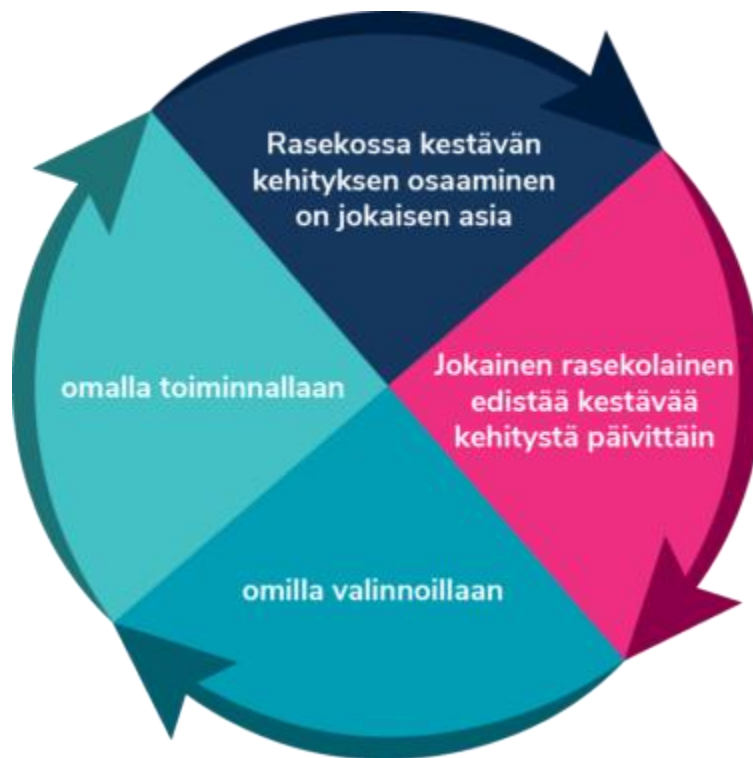 Rasekossa kestävän
kehityksen osaaminen
on jokaisen asia
Jokainen rasekolainen
edistää kestävää
kehitystä päivittäin
omilla valinnoillaan
omalla toiminnallaan